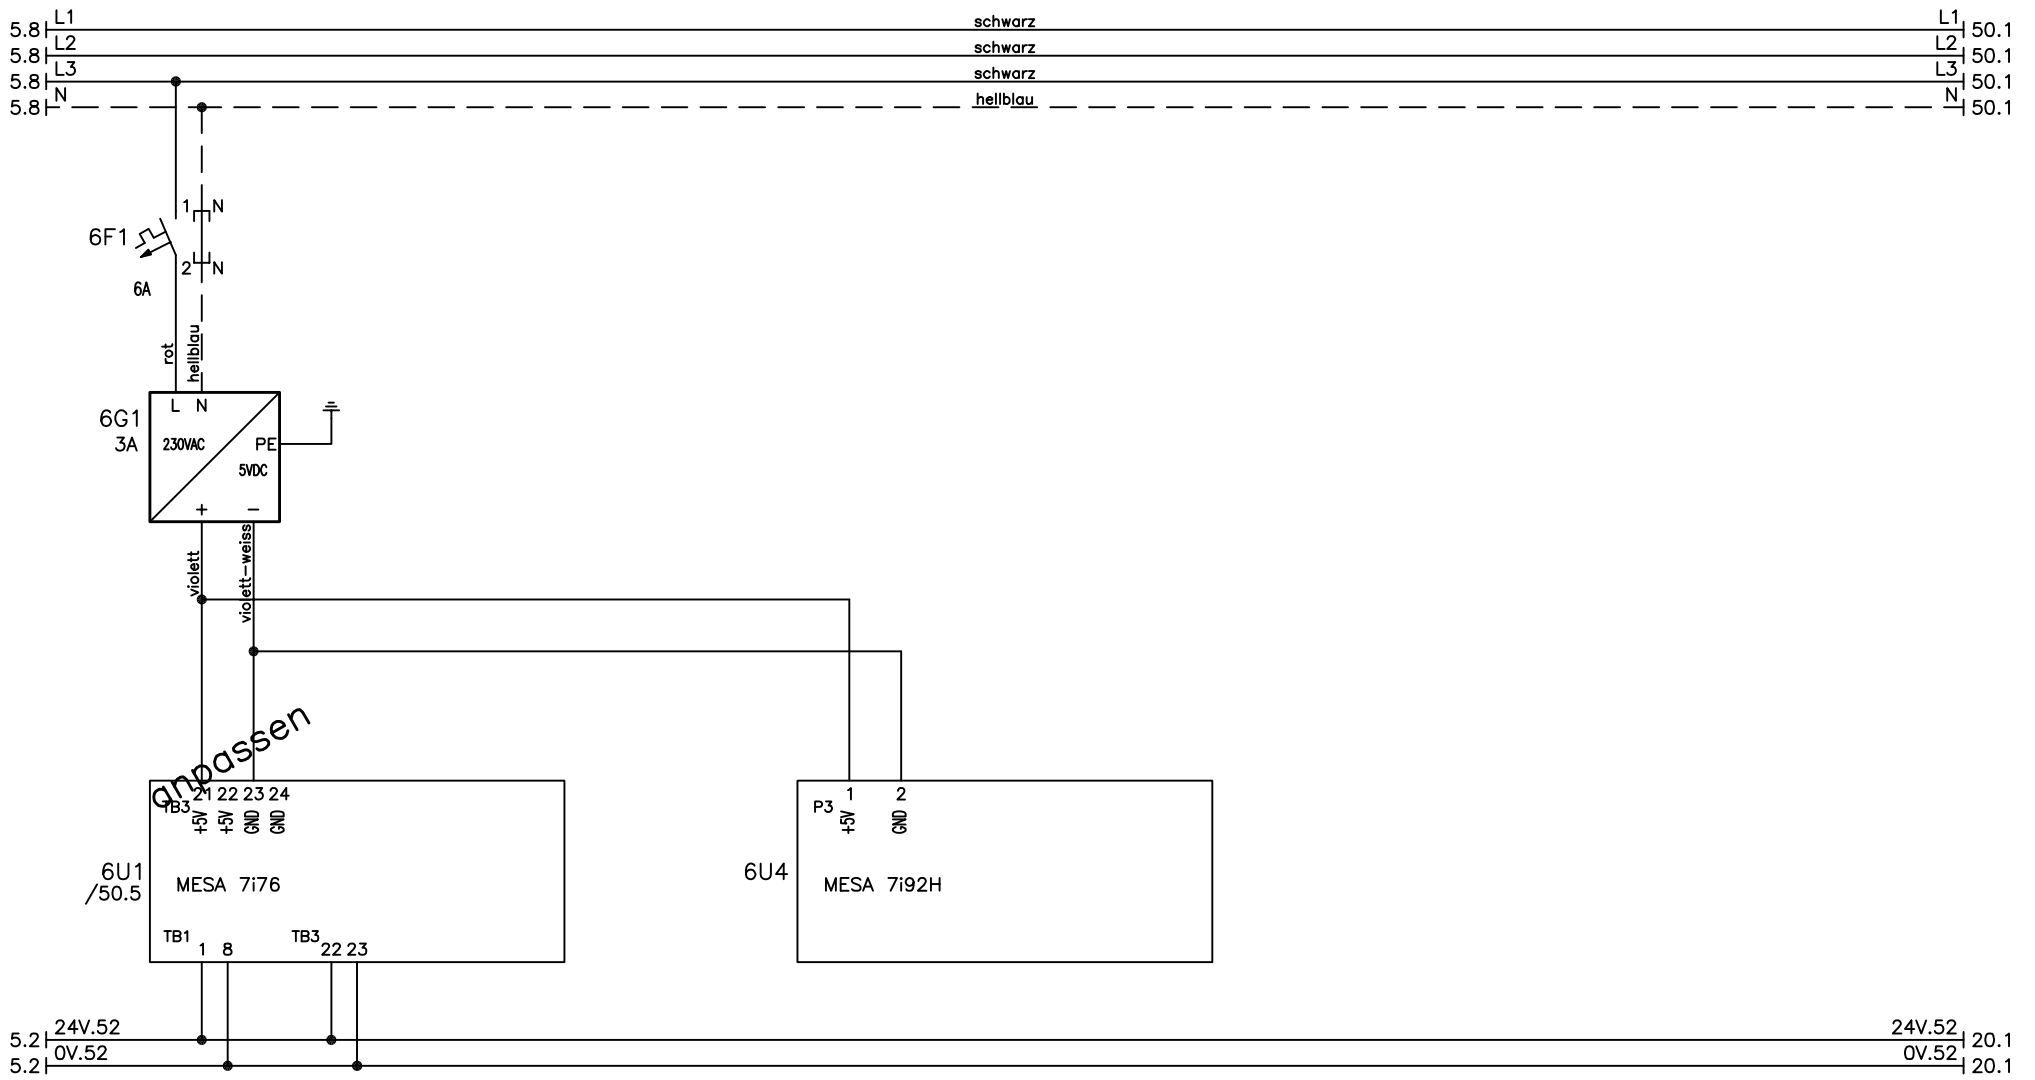 5.8 L1 schwarz L1 50.1
5.8 L2 schwarz L2 50.1
5.8 L3 schwarz L3 50.1
5.8 N hellblau N 50.1
1 N
6F1
2 N
6A
rot
hellblau
L N
6G1
3A 230VAC PE
5VDC
+ −
violett
violett-weiss
anpassen
TB3 21 22 23 24
+5V +5V GND GND
P3 1 2
+5V GND
6U1
/50.5
MESA 7i76
6U4
MESA 7i92H
TB1 1 8 TB3 22 23
5.2 24V.52 24V.52 20.1
5.2 0V.52 0V.52 20.1